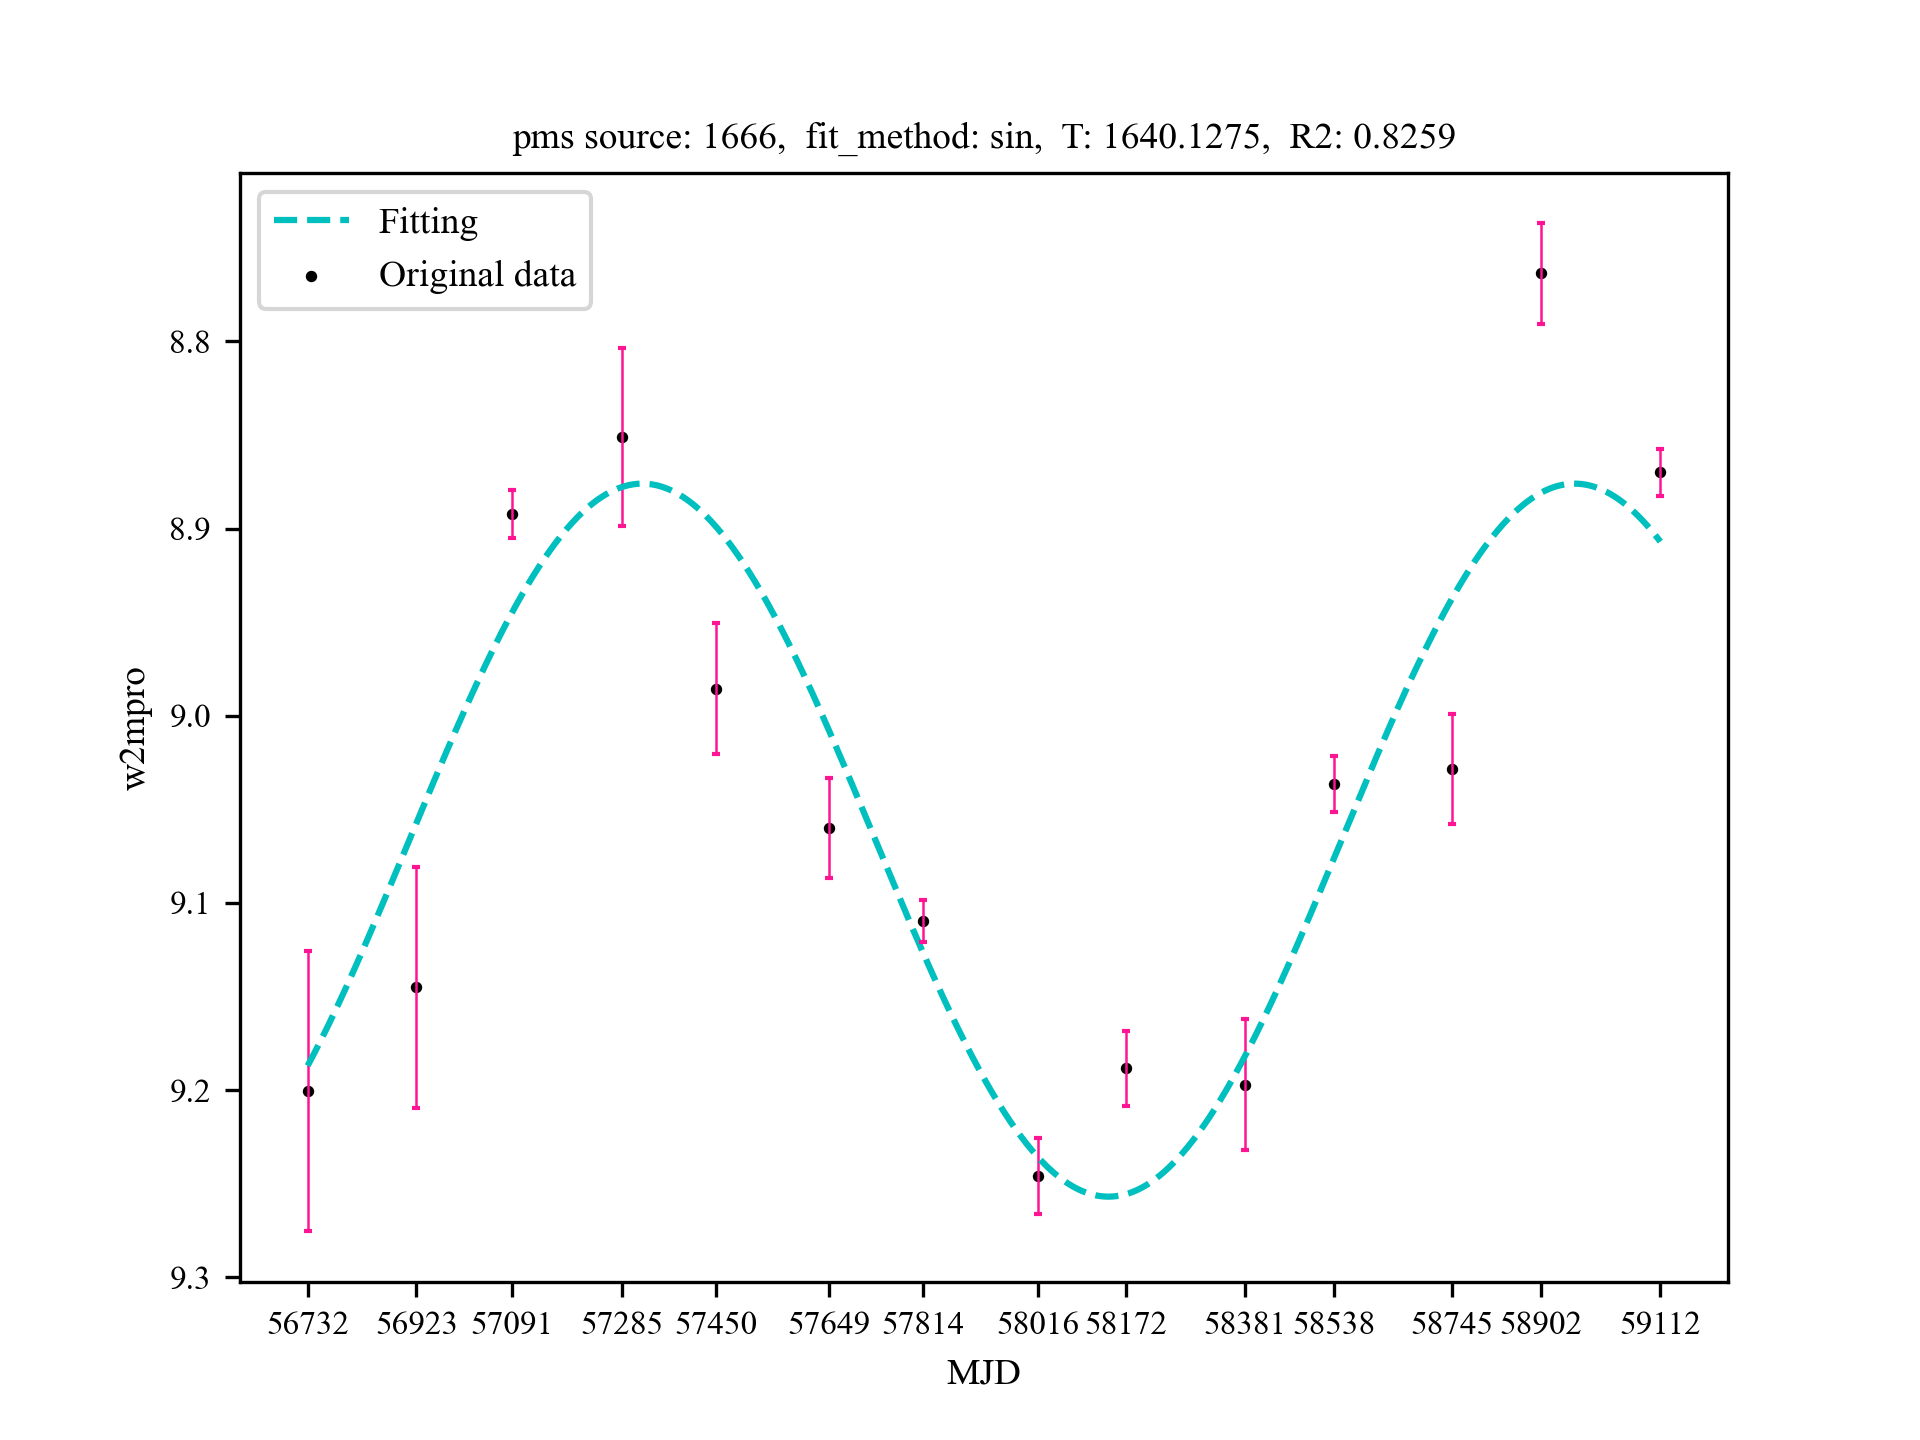 pms source: 1666, fit_method: sin, T: 1640.1275, R2: 0.8259
Fitting
Original data
8.8
8.9
9.0
9.1
9.2
9.3
w2mpro
56732 56923 57091 57285 57450 57649 57814 58016 58172 58381 58538 58745 58902 59112
MJD